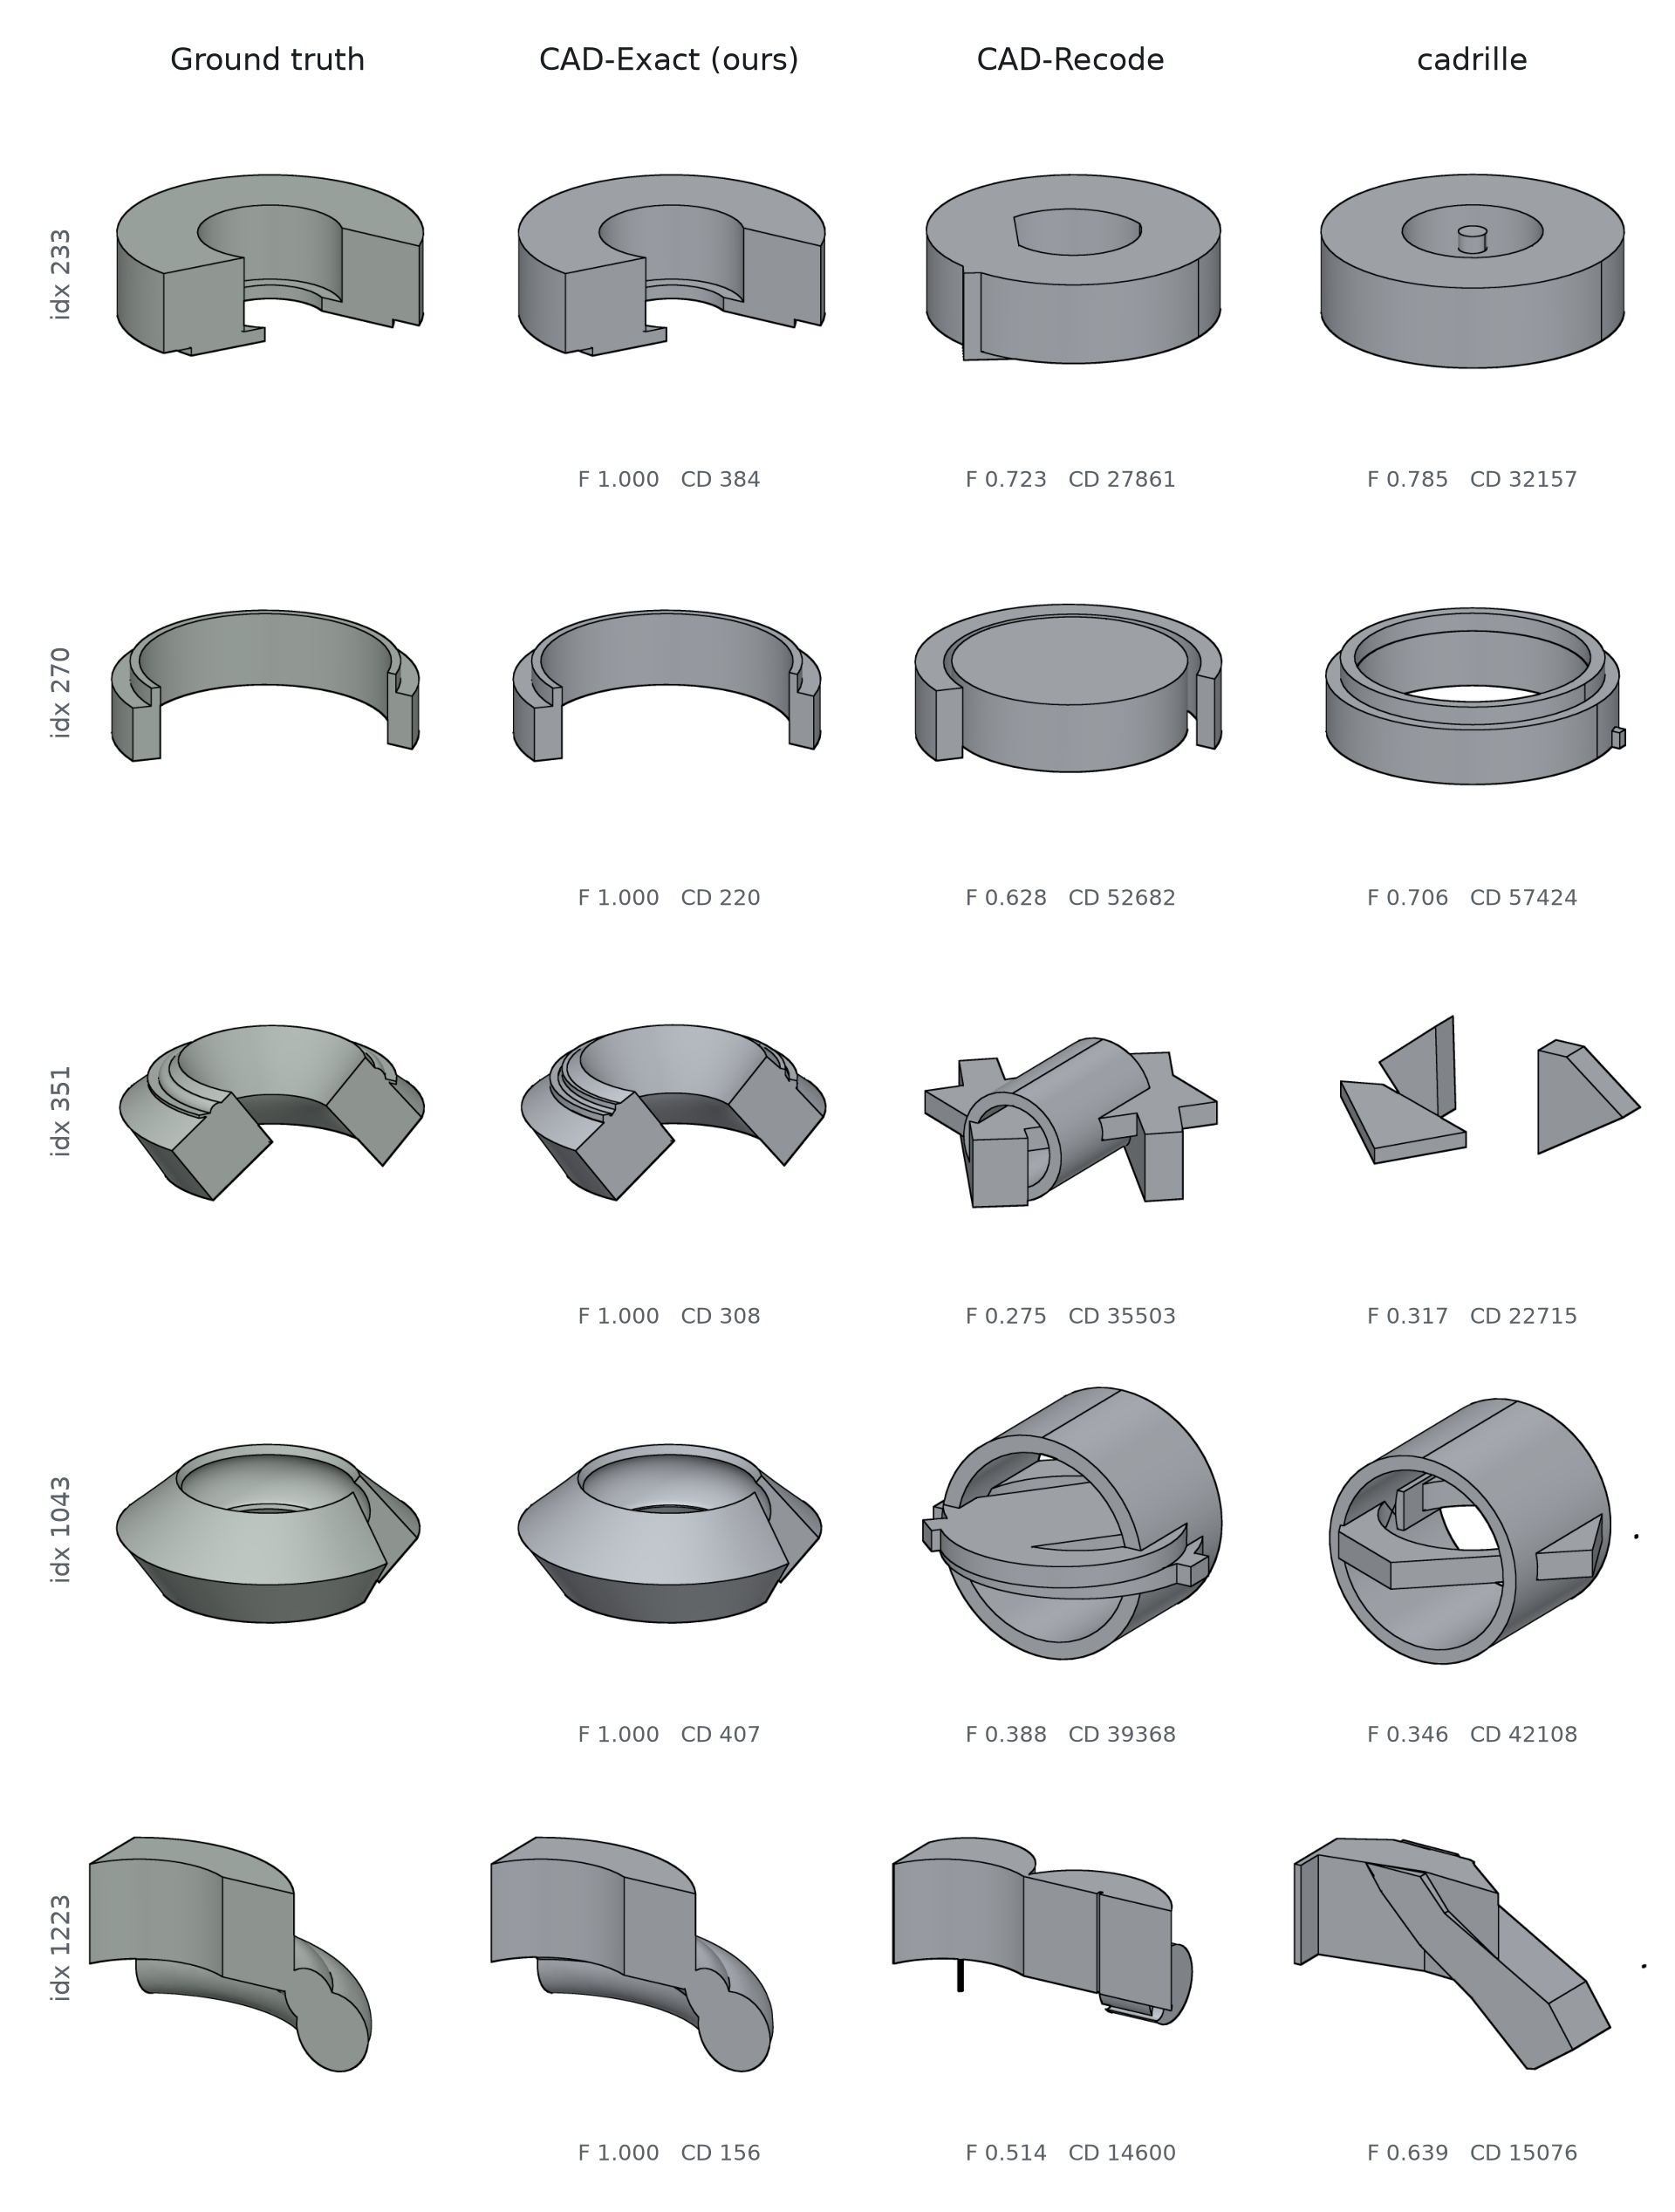 Ground truth CAD-Exact (ours) CAD-Recode cadrille
idx 233
F 1.000 CD 384 F 0.723 CD 27861 F 0.785 CD 32157
idx 270
F 1.000 CD 220 F 0.628 CD 52682 F 0.706 CD 57424
idx 351
F 1.000 CD 308 F 0.275 CD 35503 F 0.317 CD 22715
idx 1043
F 1.000 CD 407 F 0.388 CD 39368 F 0.346 CD 42108
idx 1223
F 1.000 CD 156 F 0.514 CD 14600 F 0.639 CD 15076